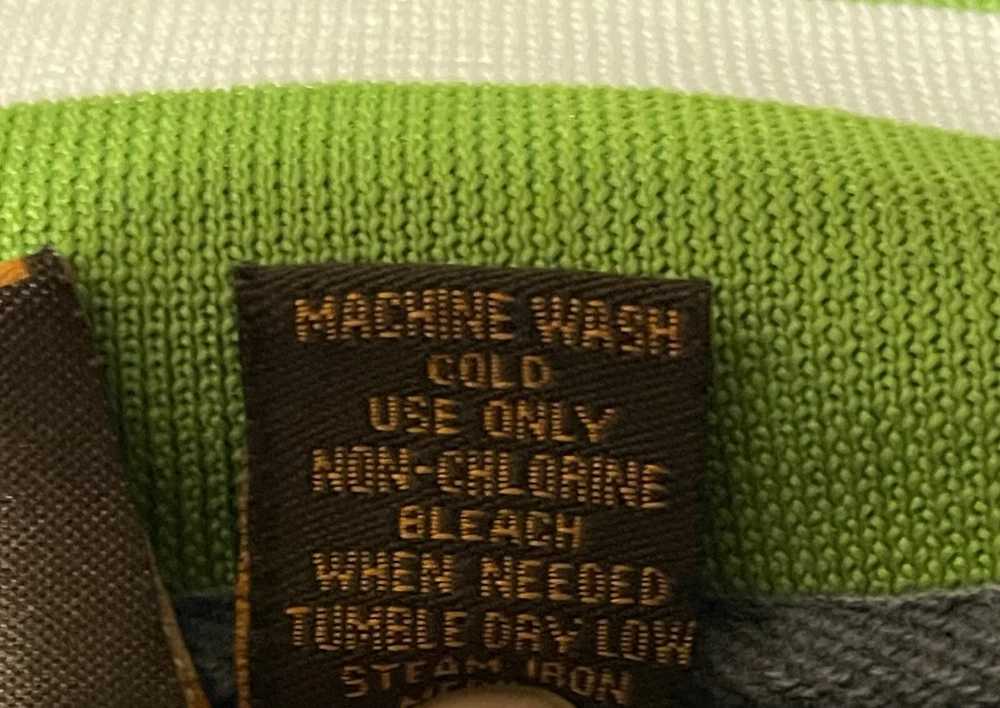 MACHINE WASH
COLD
USE ONLY
NON-CHLORINE
BLEACH
WHEN NEEDED
TUMBLE DRY LOW
STEAM IRON